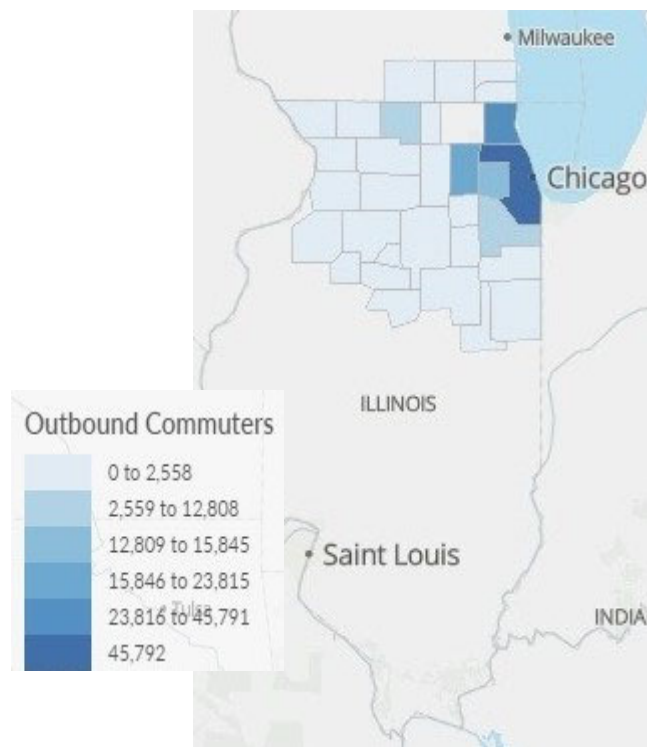 Milwaukee
Chicago
ILLINOIS
Outbound Commuters
0 to 2,558
2,559 to 12,808
12,809 to 15,845
15,846 to 23,815
Tulsa
23,816 to 45,791
45,792
Saint Louis
INDIA